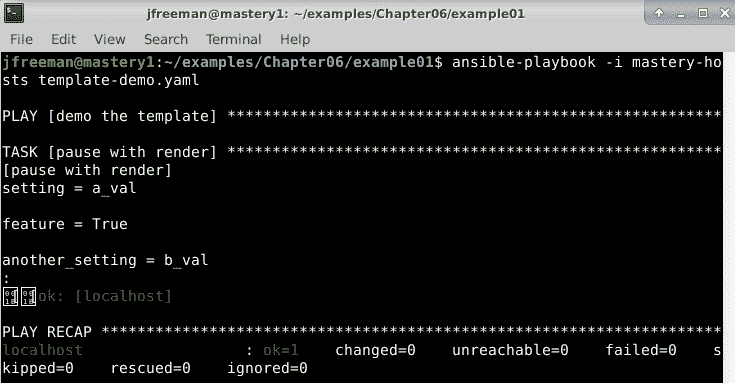 jfreeman@mastery1: ~/examples/Chapter06/example01
File Edit View Search Terminal Help
jfreeman@mastery1:~/examples/Chapter06/example01$ ansible-playbook -i mastery-ho
sts template-demo.yaml
PLAY [demo the template] *******************************************************
TASK [pause with render] *******************************************************
[pause with render]
setting = a_val
feature = True
another_setting = b_val
:
ok: [localhost]
PLAY RECAP *********************************************************************
localhost : ok=1 changed=0 unreachable=0 failed=0 s
kipped=0 rescued=0 ignored=0